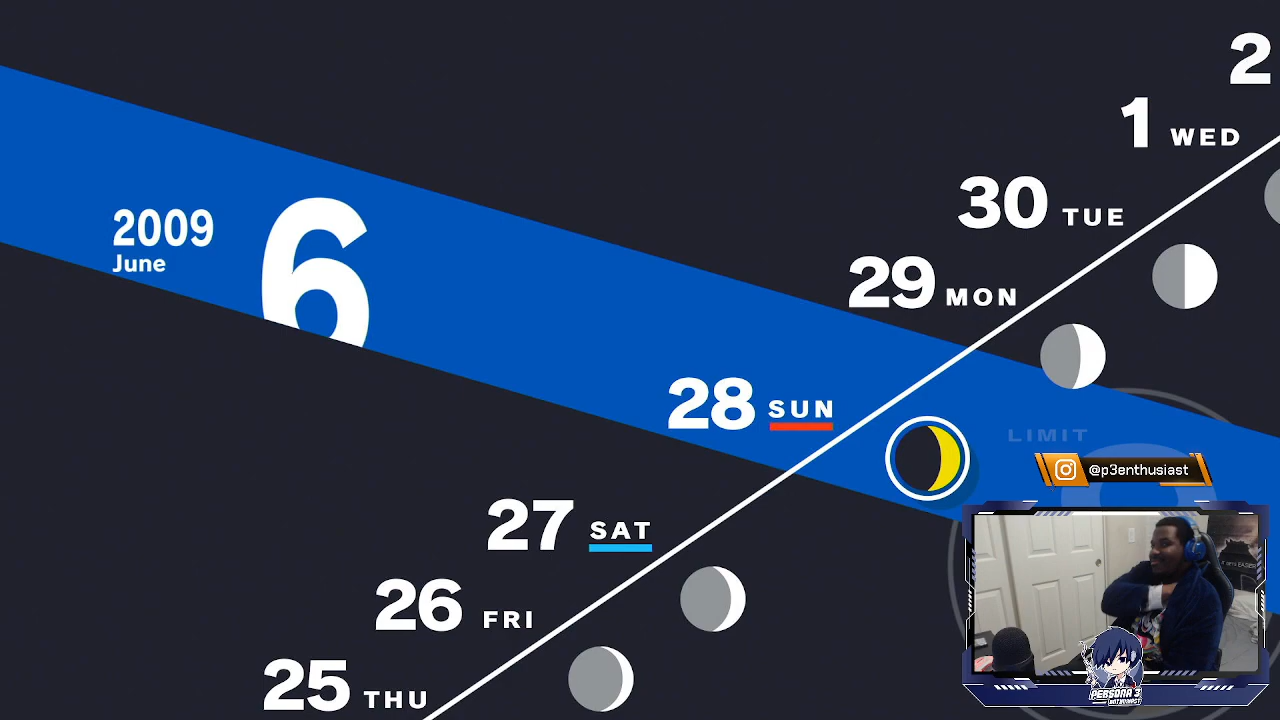 2
1 WED
30 TUE
2009
June
6
29 MON
28 SUN
LIMIT
@p3enthusiast
27 SAT
26 FRI
25 THU
PERSONA 3
ENTHUSIAST